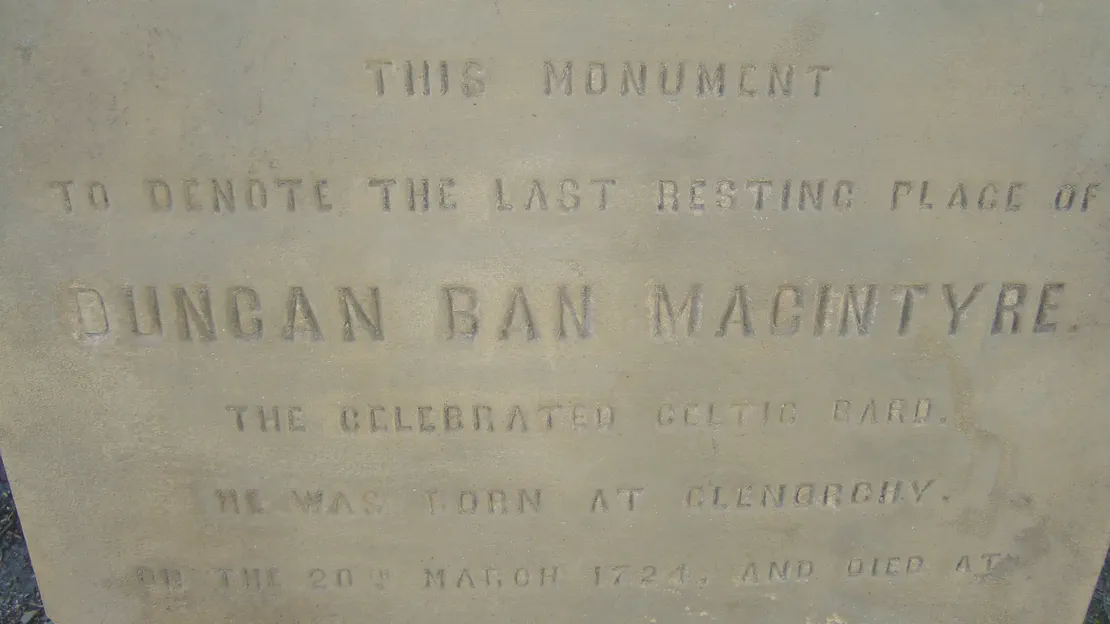 THIS MONUMENT
TO DENOTE THE LAST RESTING PLACE OF
DUNCAN BAN MACINTYRE.
THE CELEBRATED CELTIC BARD.
HE WAS BORN AT GLENORCHY.
ON THE 20TH MARCH 1724, AND DIED AT